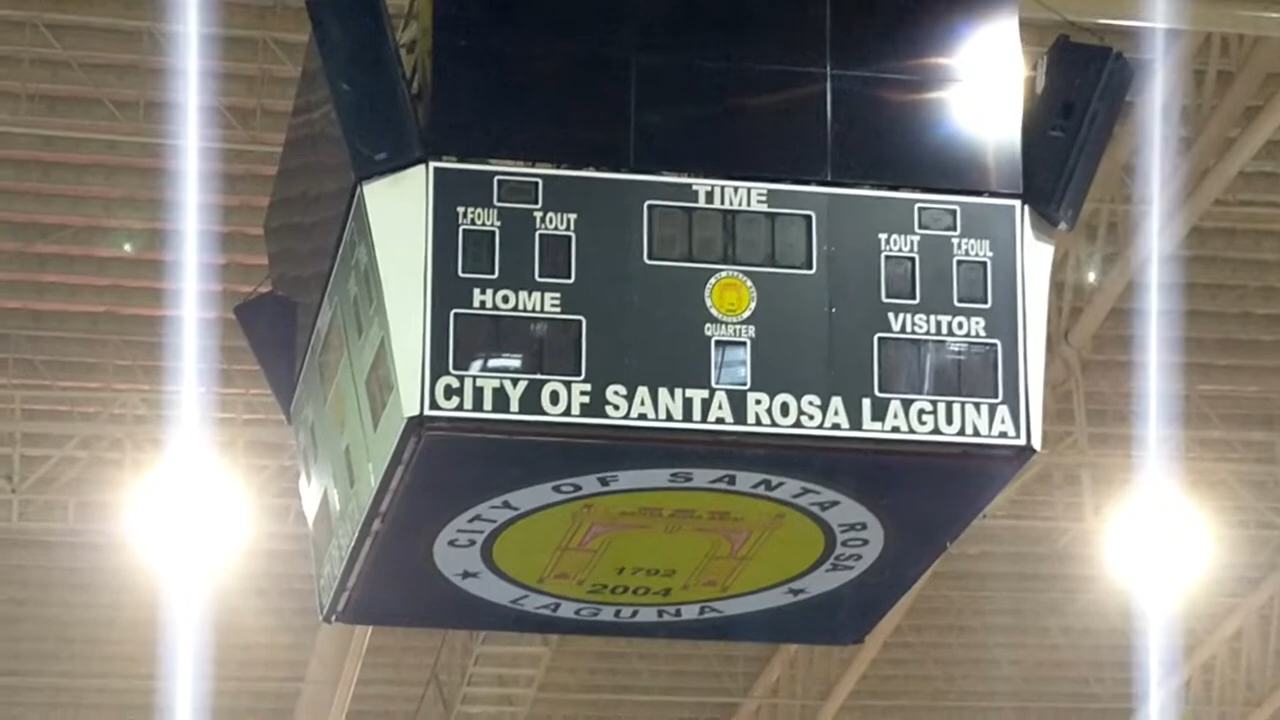 TIME
T.FOUL T.OUT
T.OUT T.FOUL
HOME
QUARTER
VISITOR
CITY OF SANTA ROSA LAGUNA
CITY OF SANTA ROSA
1792
2004
LAGUNA